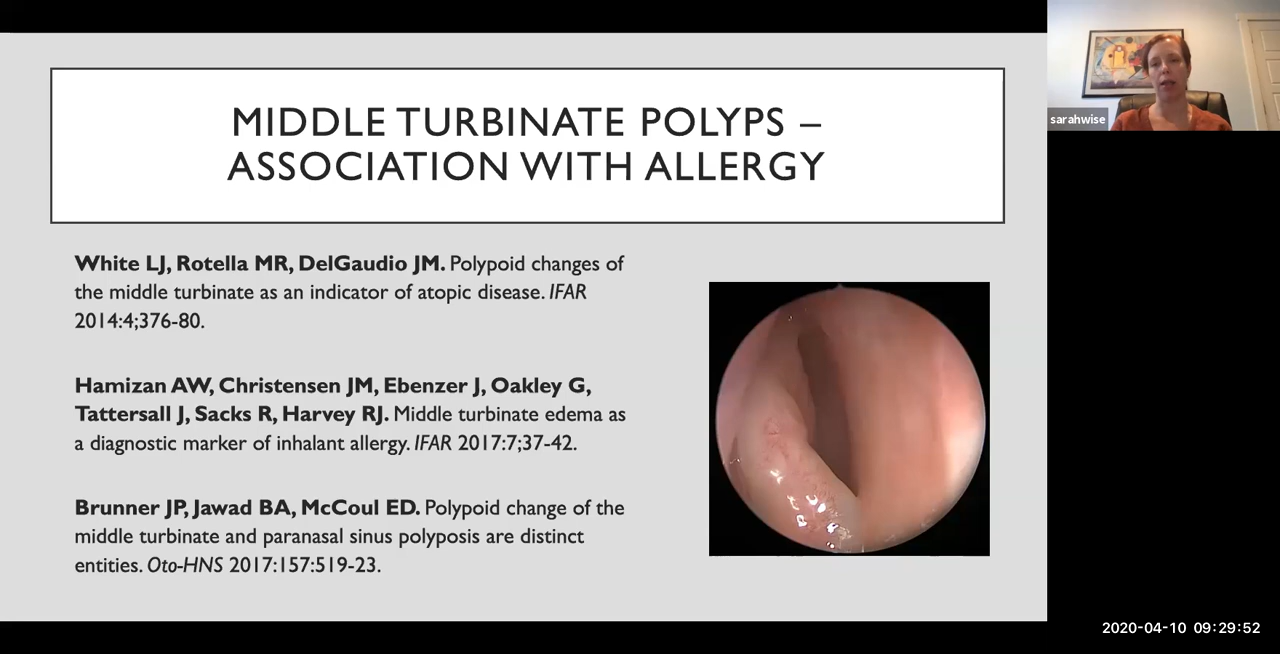 MIDDLE TURBINATE POLYPS –
ASSOCIATION WITH ALLERGY
White LJ, Rotella MR, DelGaudio JM. Polypoid changes of
the middle turbinate as an indicator of atopic disease. IFAR
2014:4;376-80.
Hamizan AW, Christensen JM, Ebenzer J, Oakley G,
Tattersall J, Sacks R, Harvey RJ. Middle turbinate edema as
a diagnostic marker of inhalant allergy. IFAR 2017:7;37-42.
Brunner JP, Jawad BA, McCoul ED. Polypoid change of the
middle turbinate and paranasal sinus polyposis are distinct
entities. Oto-HNS 2017:157:519-23.
sarahwise
2020-04-10 09:29:52